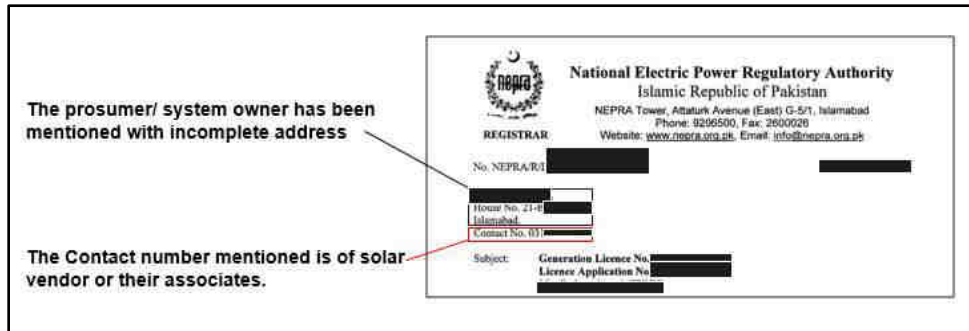 The prosumer/ system owner has been
mentioned with incomplete address
The Contact number mentioned is of solar
vendor or their associates.
nepra
REGISTRAR
National Electric Power Regulatory Authority
Islamic Republic of Pakistan
NEPRA Tower, Attaturk Avenue (East) G-5/1, Islamabad
Phone: 9206500, Fax: 2600026
Website: www.nepra.org.pk, Email: info@nepra.org.pk
No. NEPRA/R/
House No. 21-
Islamabad.
Contact No. 03
Subject: Generation Licence No.
Licence Application No